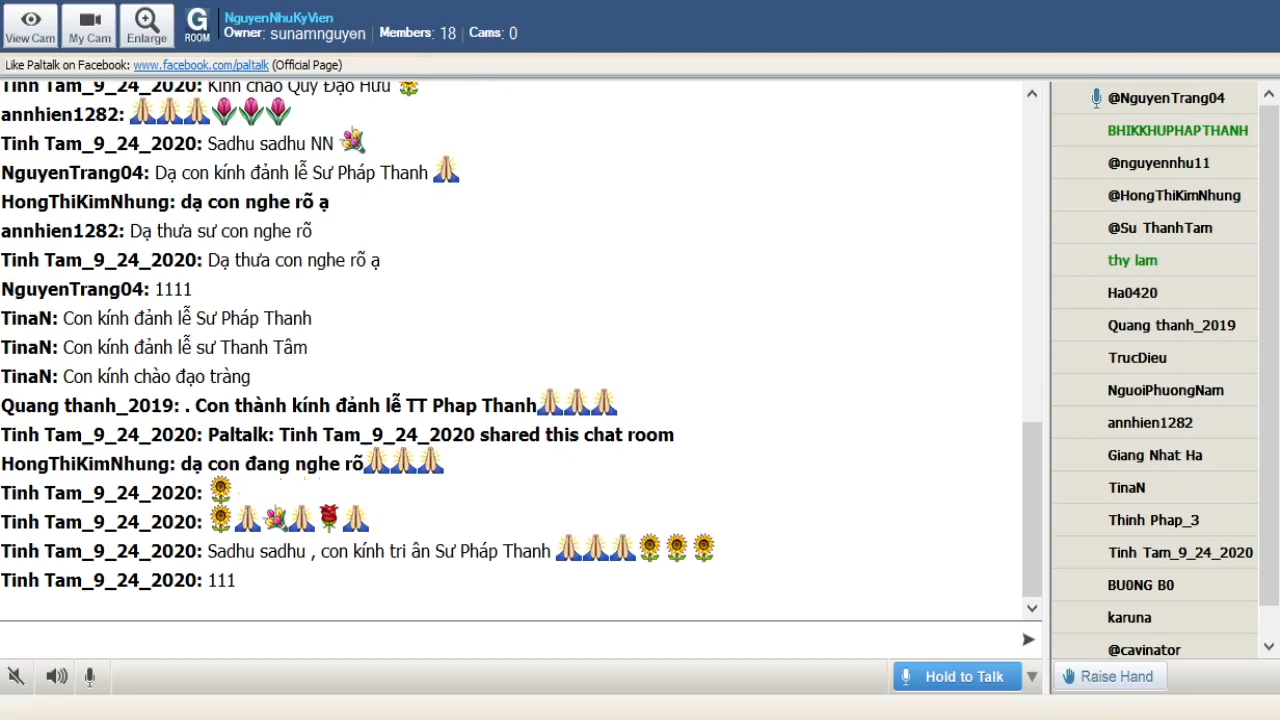 View Cam
My Cam
Enlarge
G
ROOM
NguyenNhuKyVien
Owner: sunamnguyen | Members: 18 | Cams: 0
Like Paltalk on Facebook: www.facebook.com/paltalk (Official Page)
Tinh Tam_9_24_2020: Kính chào Quý Đạo Hữu
annhien1282:
Tinh Tam_9_24_2020: Sadhu sadhu NN
NguyenTrang04: Dạ con kính đảnh lễ Sư Pháp Thanh
HongThiKimNhung: dạ con nghe rõ ạ
annhien1282: Dạ thưa sư con nghe rõ
Tinh Tam_9_24_2020: Dạ thưa con nghe rõ ạ
NguyenTrang04: 1111
TinaN: Con kính đảnh lễ Sư Pháp Thanh
TinaN: Con kính đảnh lễ sư Thanh Tâm
TinaN: Con kính chào đạo tràng
Quang thanh_2019: . Con thành kính đảnh lễ TT Phap Thanh
Tinh Tam_9_24_2020: Paltalk: Tinh Tam_9_24_2020 shared this chat room
HongThiKimNhung: dạ con đang nghe rõ
Tinh Tam_9_24_2020:
Tinh Tam_9_24_2020:
Tinh Tam_9_24_2020: Sadhu sadhu , con kính tri ân Sư Pháp Thanh
Tinh Tam_9_24_2020: 111
Hold to Talk
@NguyenTrang04
BHIKKHUPHAPTHANH
@nguyennhu11
@HongThiKimNhung
@Su ThanhTam
thy lam
Ha0420
Quang thanh_2019
TrucDieu
NguoiPhuongNam
annhien1282
Giang Nhat Ha
TinaN
Thinh Phap_3
Tinh Tam_9_24_2020
BU0NG B0
karuna
@cavinator
Raise Hand